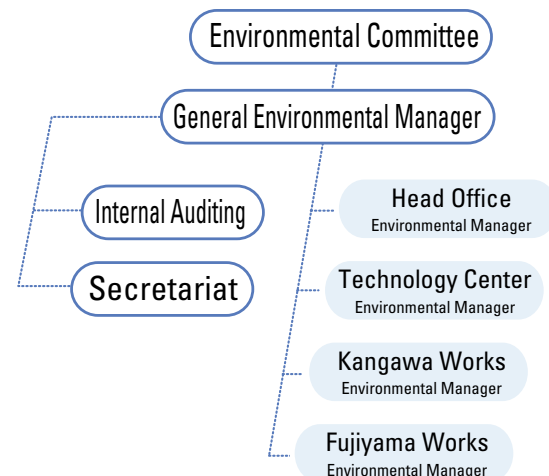 Environmental Committee
General Environmental Manager
Internal Auditing
Secretariat
Head Office
Environmental Manager
Technology Center
Environmental Manager
Kangawa Works
Environmental Manager
Fujiyama Works
Environmental Manager